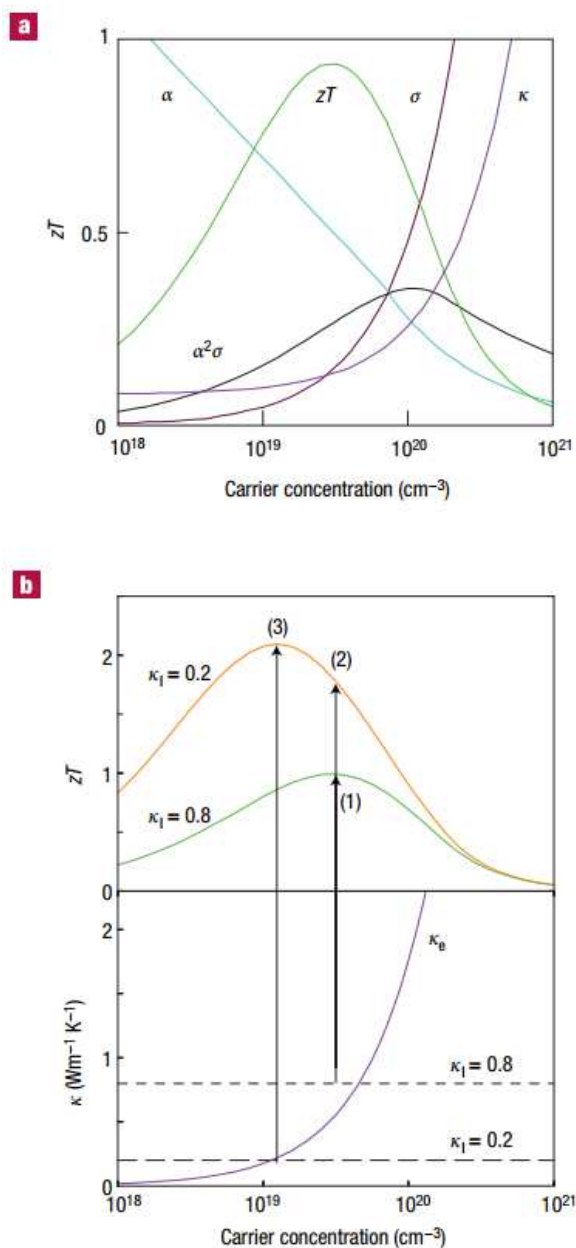 a
1
α
zT
σ
κ
zT
0.5
α²σ
0
10¹⁸
10¹⁹
10²⁰
10²¹
Carrier concentration (cm⁻³)
b
(3)
2
(2)
κₗ = 0.2
zT
1
(1)
κₗ = 0.8
0
2
κₑ
κ (Wm⁻¹ K⁻¹)
1
κₗ = 0.8
κₗ = 0.2
0
10¹⁸
10¹⁹
10²⁰
10²¹
Carrier concentration (cm⁻³)